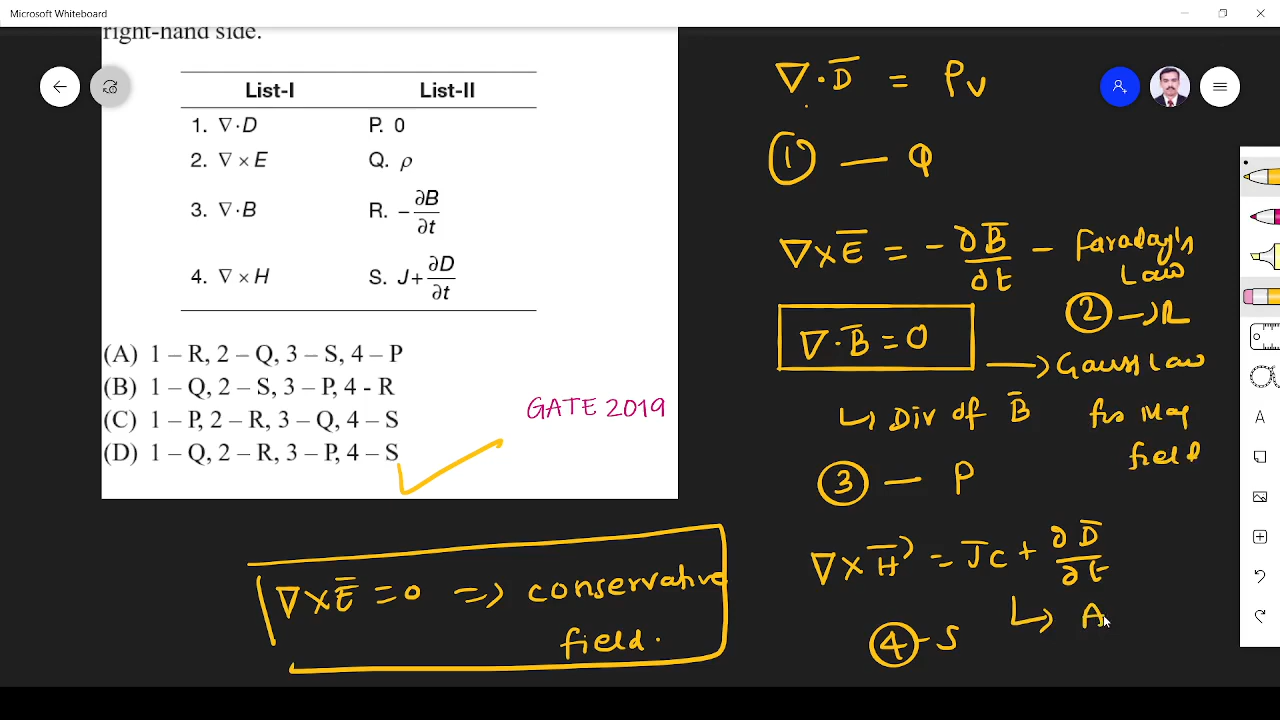 Microsoft Whiteboard
right-hand side.
List-I List-II
1. ∇ · D P. 0
2. ∇ × E Q. ρ
3. ∇ · B R. −∂B/∂t
4. ∇ × H S. J+∂D/∂t
(A) 1 – R, 2 – Q, 3 – S, 4 – P
(B) 1 – Q, 2 – S, 3 – P, 4 - R
(C) 1 – P, 2 – R, 3 – Q, 4 – S
(D) 1 – Q, 2 – R, 3 – P, 4 – S
GATE 2019
∇×E̅ = 0 => conservative
field.
∇·D̅ = ρv
1 — Q
∇×E̅ = -∂B̅/∂t - Faraday's
Law
2 → R
∇·B̅ = 0
→ Gauss Law
↳ Div of B̅ for Mag
field
3 — P
∇×H̅ = J̅c + ∂D̅/∂t
↳ A
4 - S
A